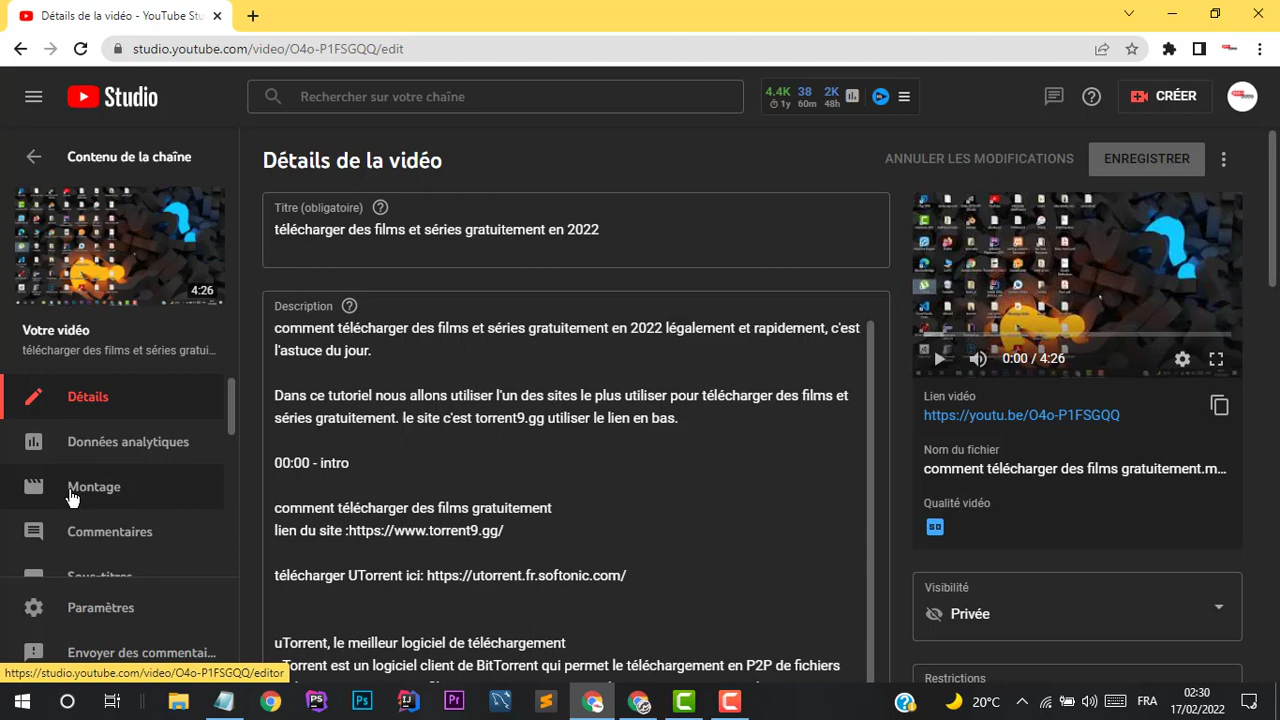 Détails de la vidéo - YouTube Stu
studio.youtube.com/video/O4o-P1FSGQQ/edit
Studio
Rechercher sur votre chaîne
4.4K 38 2K
1y 60m 48h
CRÉER
Contenu de la chaîne
Détails de la vidéo
ANNULER LES MODIFICATIONS
ENREGISTRER
4:26
Votre vidéo
télécharger des films et séries gratui...
Détails
Données analytiques
Montage
Commentaires
Sous-titres
Paramètres
Envoyer des commentai...
Titre (obligatoire)
télécharger des films et séries gratuitement en 2022
Description
comment télécharger des films et séries gratuitement en 2022 légalement et rapidement, c'est
l'astuce du jour.
Dans ce tutoriel nous allons utiliser l'un des sites le plus utiliser pour télécharger des films et
séries gratuitement. le site c'est torrent9.gg utiliser le lien en bas.
00:00 - intro
comment télécharger des films gratuitement
lien du site :https://www.torrent9.gg/
télécharger UTorrent ici: https://utorrent.fr.softonic.com/
uTorrent, le meilleur logiciel de téléchargement
Torrent est un logiciel client de BitTorrent qui permet le téléchargement en P2P de fichiers
0:00 / 4:26
Lien vidéo
https://youtu.be/O4o-P1FSGQQ
Nom du fichier
comment télécharger des films gratuitement.m...
Qualité vidéo
SD
Visibilité
Privée
Restrictions
https://studio.youtube.com/video/O4o-P1FSGQQ/editor
20°C
FRA
02:30
17/02/2022